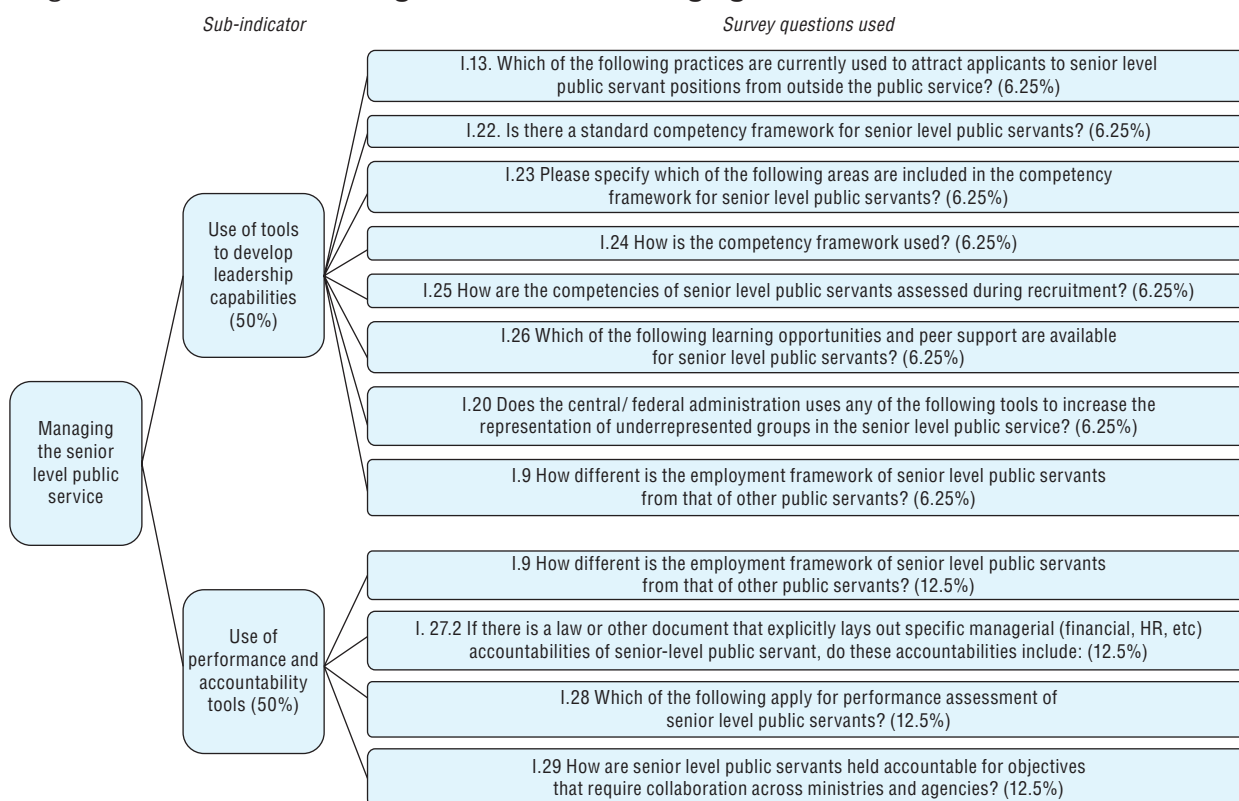 Sub-indicator
Survey questions used
I.13. Which of the following practices are currently used to attract applicants to senior level
public servant positions from outside the public service? (6.25%)
I.22. Is there a standard competency framework for senior level public servants? (6.25%)
I.23 Please specify which of the following areas are included in the competency
framework for senior level public servants? (6.25%)
Use of tools
to develop
leadership
capabilities
(50%)
I.24 How is the competency framework used? (6.25%)
I.25 How are the competencies of senior level public servants assessed during recruitment? (6.25%)
I.26 Which of the following learning opportunities and peer support are available
for senior level public servants? (6.25%)
I.20 Does the central/ federal administration uses any of the following tools to increase the
representation of underrepresented groups in the senior level public service? (6.25%)
I.9 How different is the employment framework of senior level public servants
from that of other public servants? (6.25%)
Managing
the senior
level public
service
I.9 How different is the employment framework of senior level public servants
from that of other public servants? (12.5%)
I. 27.2 If there is a law or other document that explicitly lays out specific managerial (financial, HR, etc)
accountabilities of senior-level public servant, do these accountabilities include: (12.5%)
Use of
performance and
accountability
tools (50%)
I.28 Which of the following apply for performance assessment of
senior level public servants? (12.5%)
I.29 How are senior level public servants held accountable for objectives
that require collaboration across ministries and agencies? (12.5%)